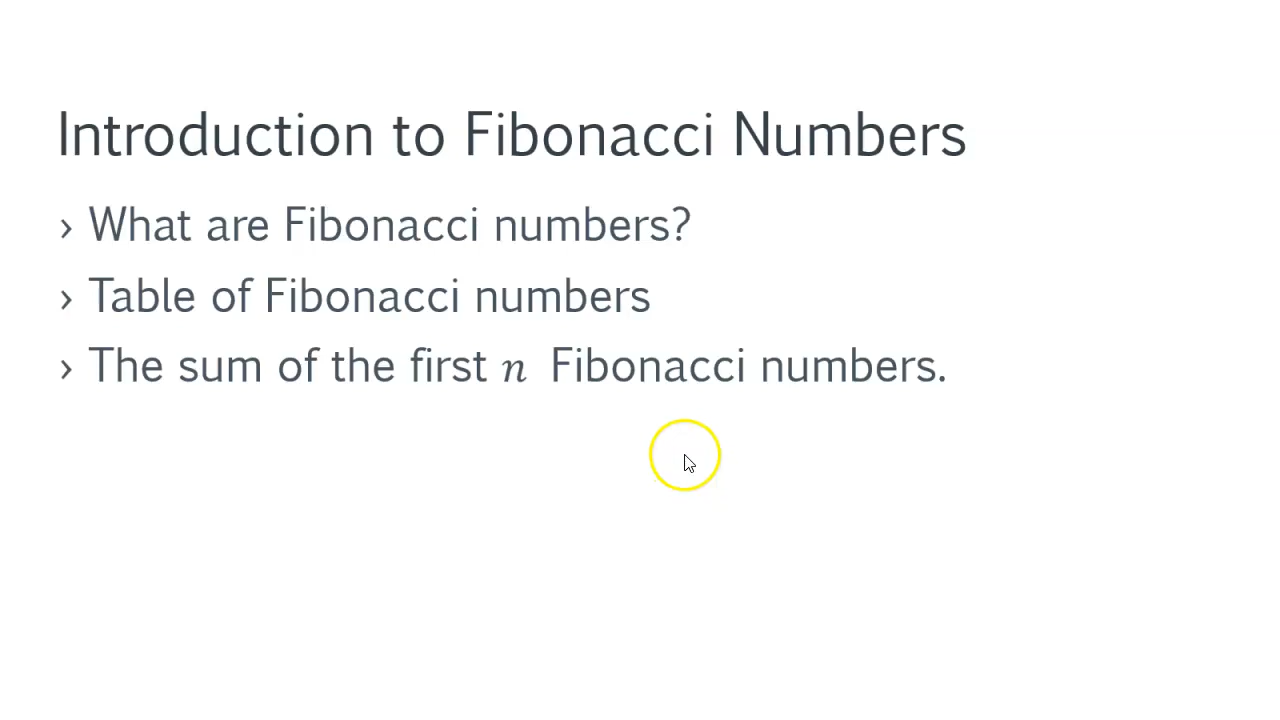 Introduction to Fibonacci Numbers
› What are Fibonacci numbers?
› Table of Fibonacci numbers
› The sum of the first n Fibonacci numbers.